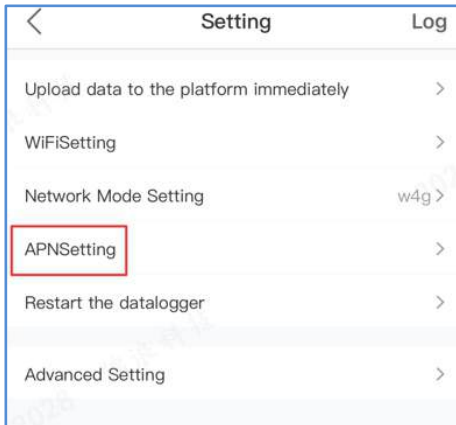 Setting
Log
Upload data to the platform immediately
WiFiSetting
Network Mode Setting
w4g
APNSetting
Restart the datalogger
Advanced Setting